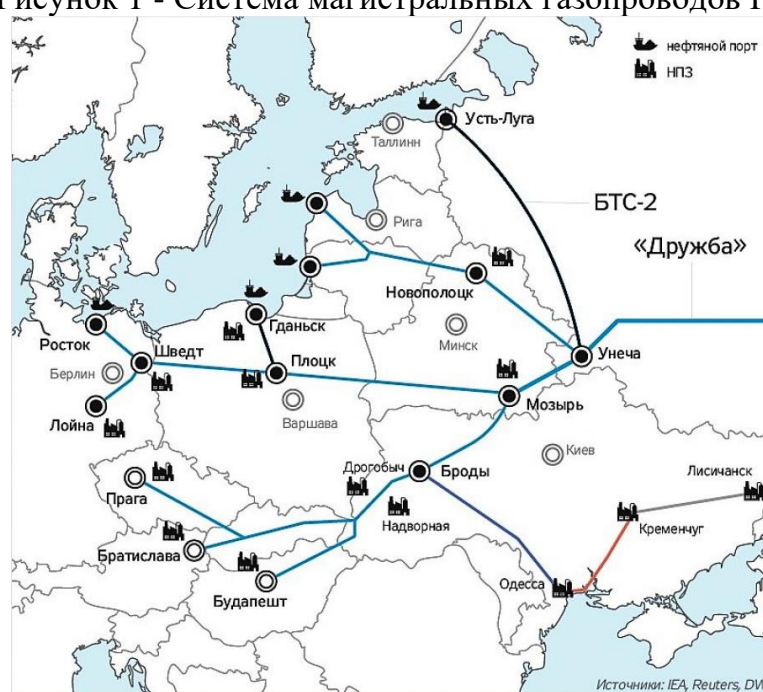 Рисунок 1 - Система магистральных газопроводов
нефтяной порт
НПЗ
Усть-Луга
Таллинн
БТС-2
Рига
«Дружба»
Новополоцк
Гданьск
Минск
Росток
Шведт
Плоцк
Унеча
Берлин
Мозырь
Лойна
Варшава
Киев
Дрогобыч
Броды
Лисичанск
Прага
Надворная
Кременчуг
Братислава
Одесса
Будапешт
Источники: IEA, Reuters, DW